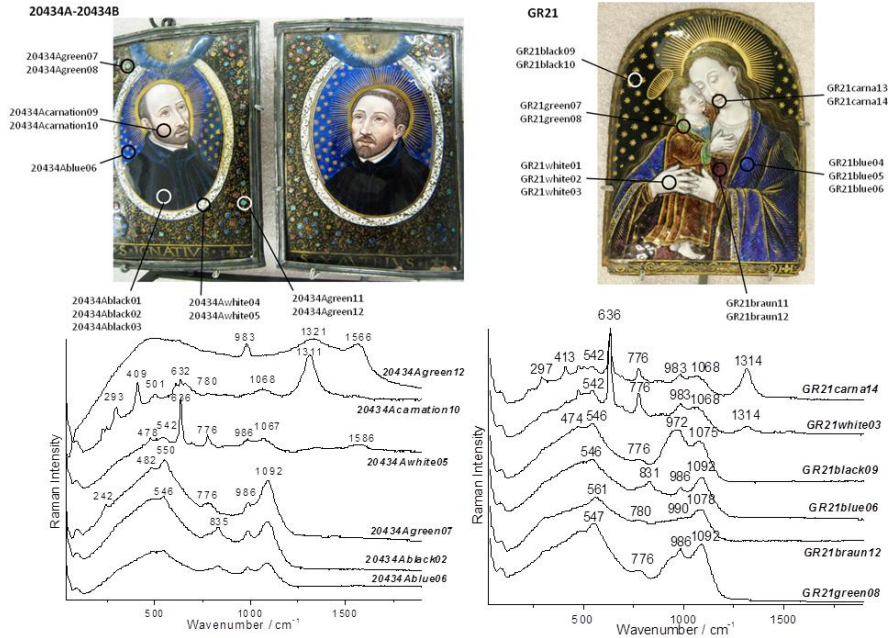 20434A-20434B
20434Agreen07
20434Agreen08
20434Acarnation09
20434Acarnation10
20434Ablue06
20434Ablack01
20434Ablack02
20434Ablack03
20434Awhite04
20434Awhite05
20434Agreen11
20434Agreen12
GR21
GR21black09
GR21black10
GR21green07
GR21green08
GR21white01
GR21white02
GR21white03
GR21carna13
GR21carna14
GR21blue04
GR21blue05
GR21blue06
GR21braun11
GR21braun12
983 1321 1566
20434Agreen12
293 409 501 632 780 1068 1311
20434Acarnation10
478 542 636 776 986 1067 1586
20434Awhite05
242 482 550 776 986 1092
20434Agreen07
546 835
20434Ablack02
20434Ablue06
Raman Intensity
500 1000 1500
Wavenumber / cm⁻¹
636
297 413 542 776 983 1068 1314
GR21carna14
542 776 983 1068 1314
GR21white03
474 546 776 972 1075
GR21black09
546 831 986 1092
GR21blue06
561 780 990 1078
GR21braun12
547 776 986 1092
GR21green08
Raman Intensity
500 1000 1500
Wavenumber / cm⁻¹